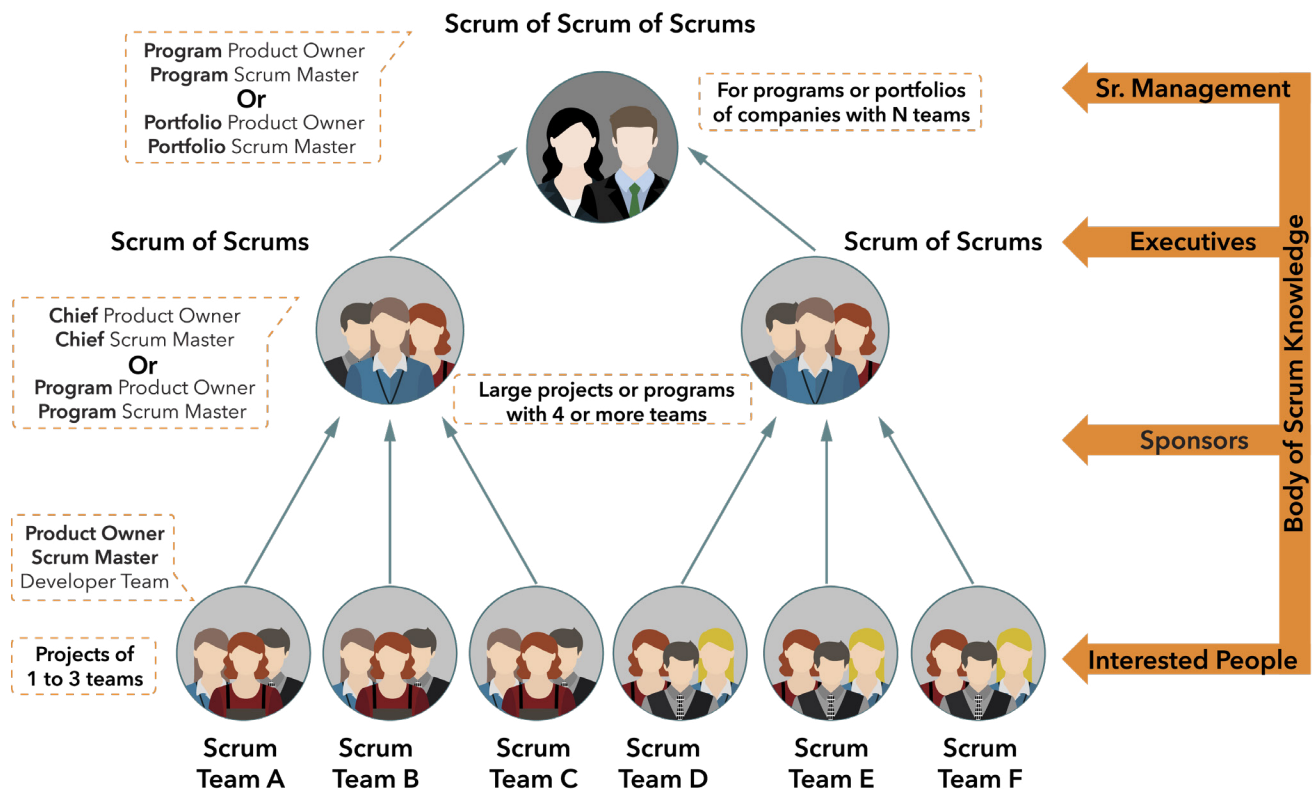 Scrum of Scrum of Scrums
Program Product Owner
Program Scrum Master
Or
Portfolio Product Owner
Portfolio Scrum Master
For programs or portfolios
of companies with N teams
Sr. Management
Scrum of Scrums
Scrum of Scrums
Executives
Body of Scrum Knowledge
Chief Product Owner
Chief Scrum Master
Or
Program Product Owner
Program Scrum Master
Large projects or programs
with 4 or more teams
Sponsors
Product Owner
Scrum Master
Developer Team
Projects of
1 to 3 teams
Interested People
Scrum
Team A
Scrum
Team B
Scrum
Team C
Scrum
Team D
Scrum
Team E
Scrum
Team F